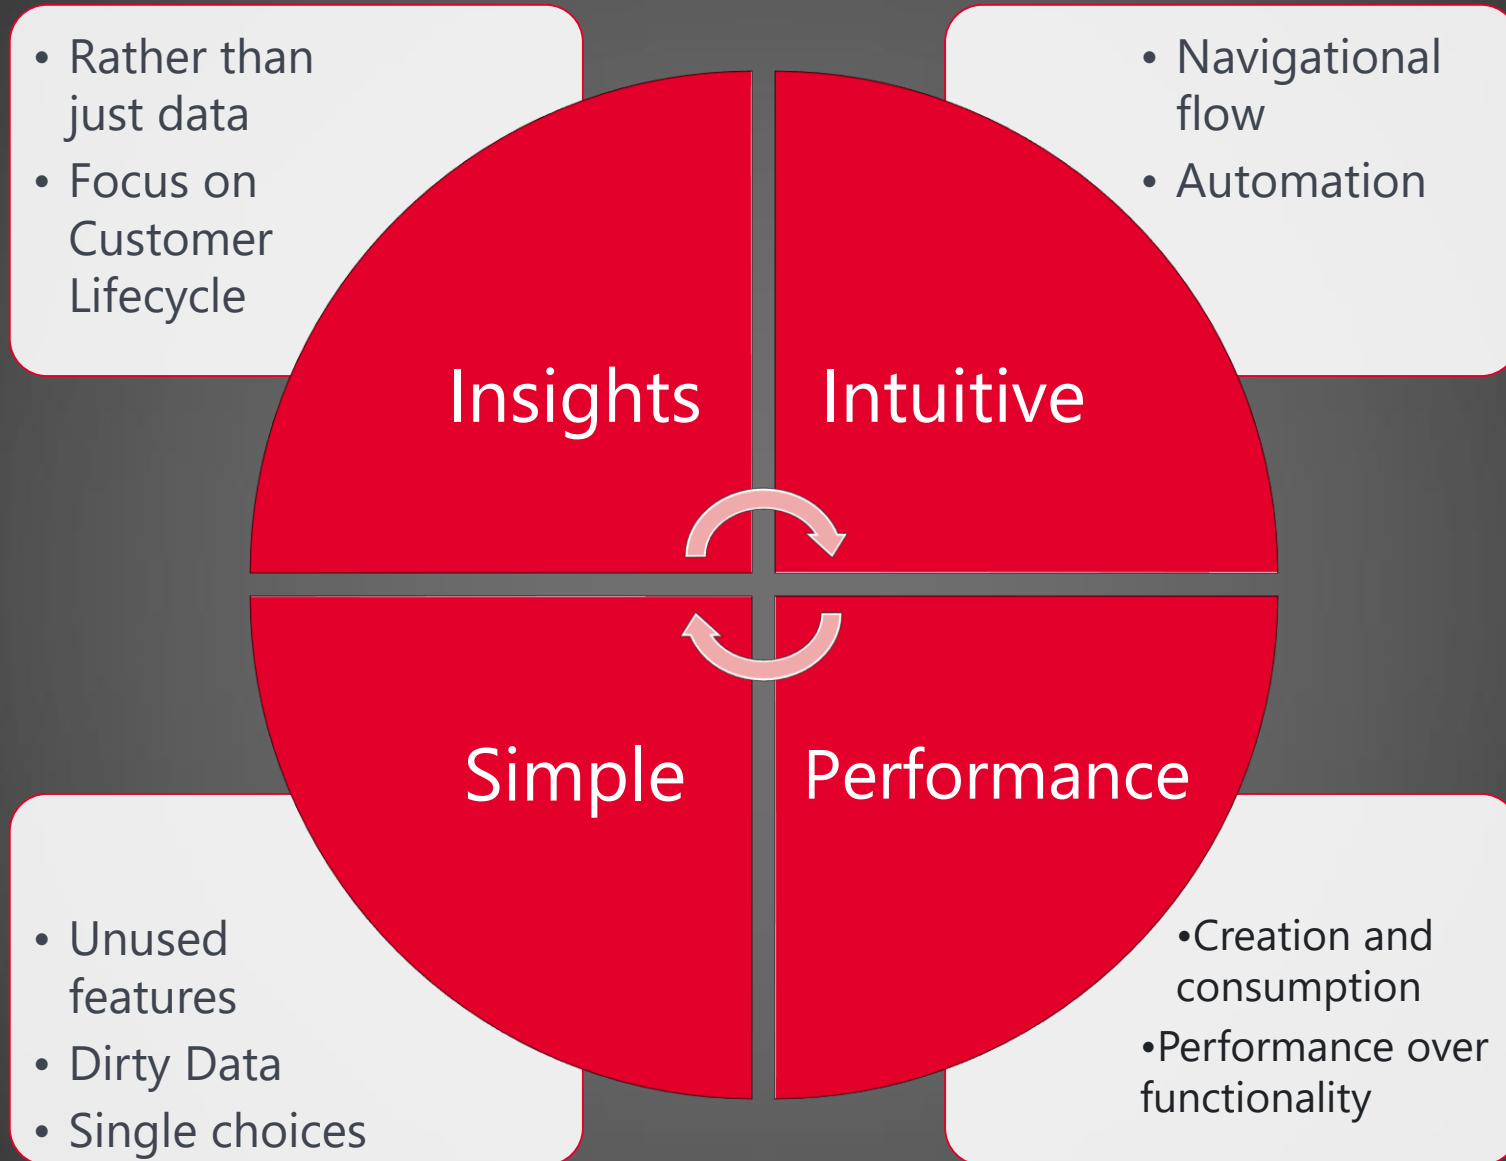 • Rather than
just data
• Focus on
Customer
Lifecycle
• Navigational
flow
• Automation
Insights
Intuitive
Simple
Performance
• Unused
features
• Dirty Data
• Single choices
•Creation and
consumption
•Performance over
functionality